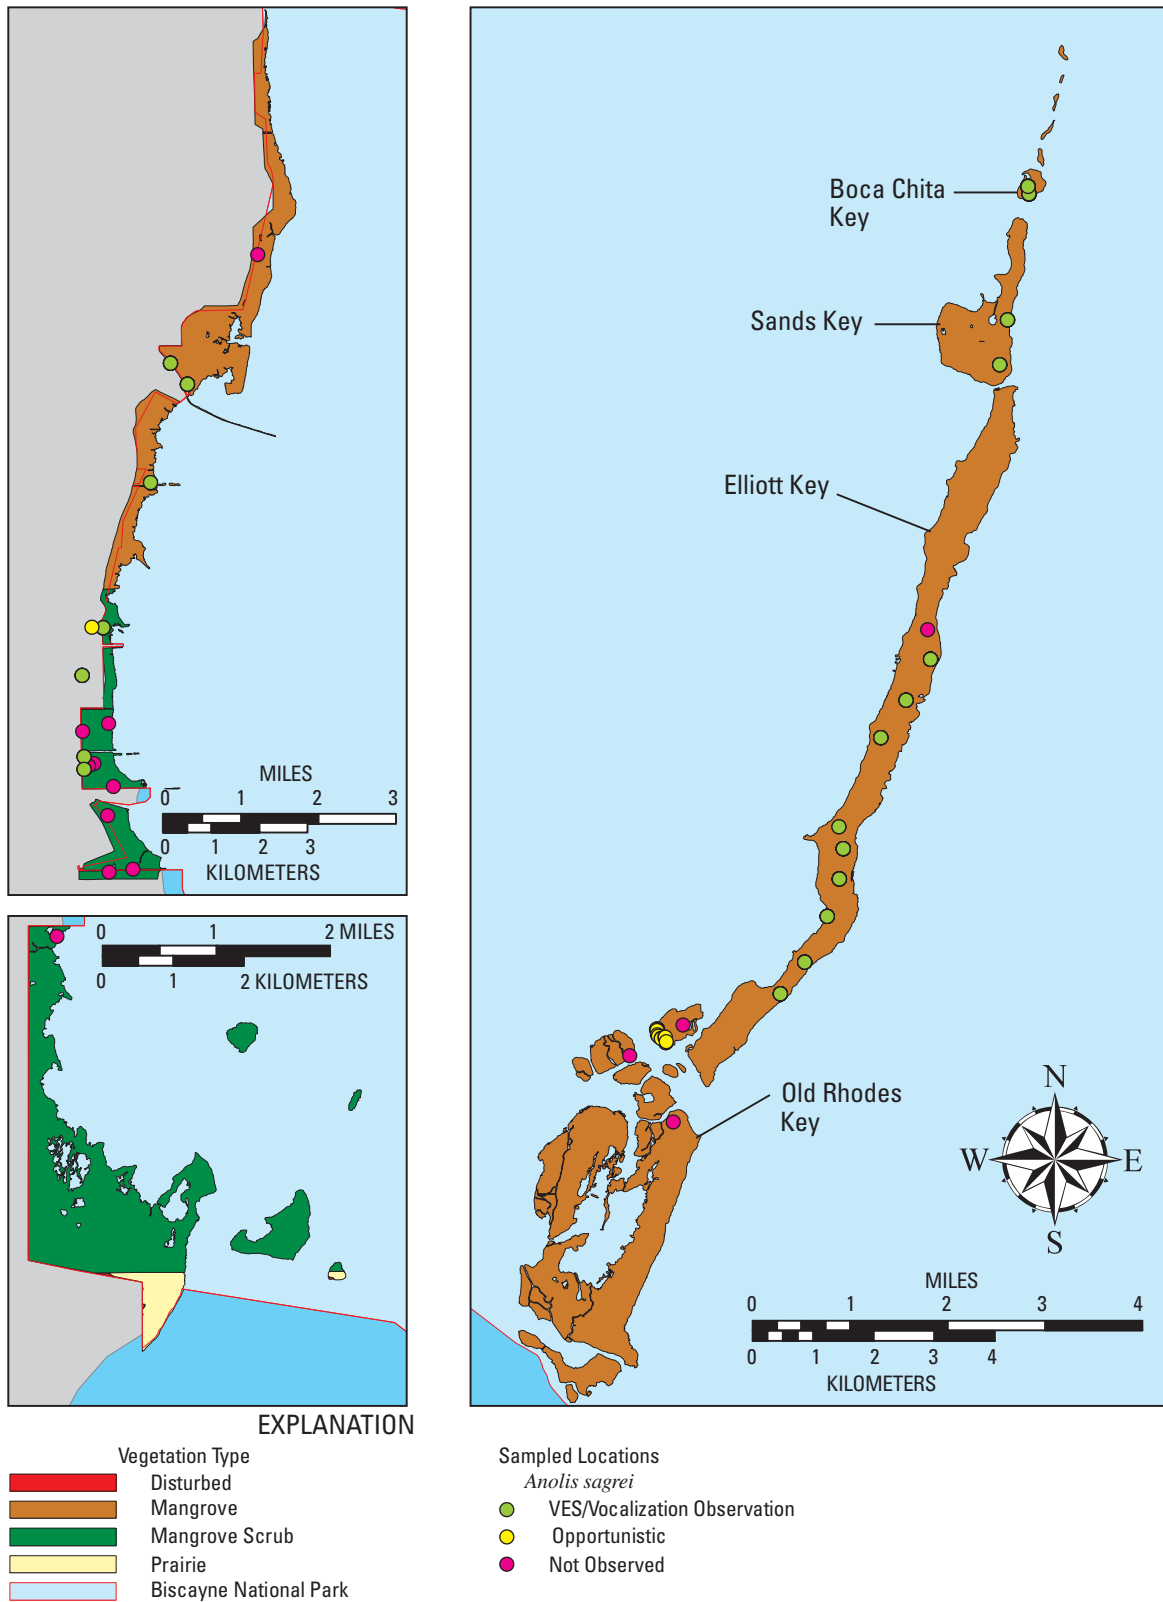 MILES
0 1 2 3
0 1 2 3
KILOMETERS
0 1 2 MILES
0 1 2 KILOMETERS
Boca Chita
Key
Sands Key
Elliott Key
Old Rhodes
Key
N
W E
S
MILES
0 1 2 3 4
0 1 2 3 4
KILOMETERS
EXPLANATION
Vegetation Type
Disturbed
Mangrove
Mangrove Scrub
Prairie
Biscayne National Park
Sampled Locations
Anolis sagrei
VES/Vocalization Observation
Opportunistic
Not Observed